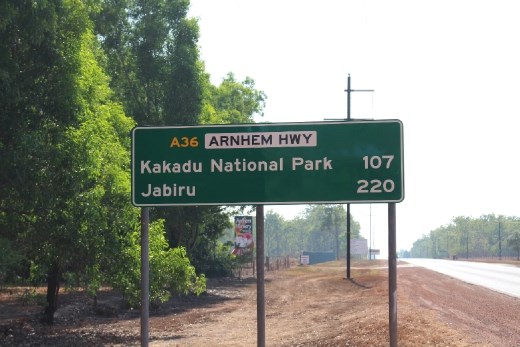 A36 ARNHEM HWY
Kakadu National Park 107
Jabiru 220